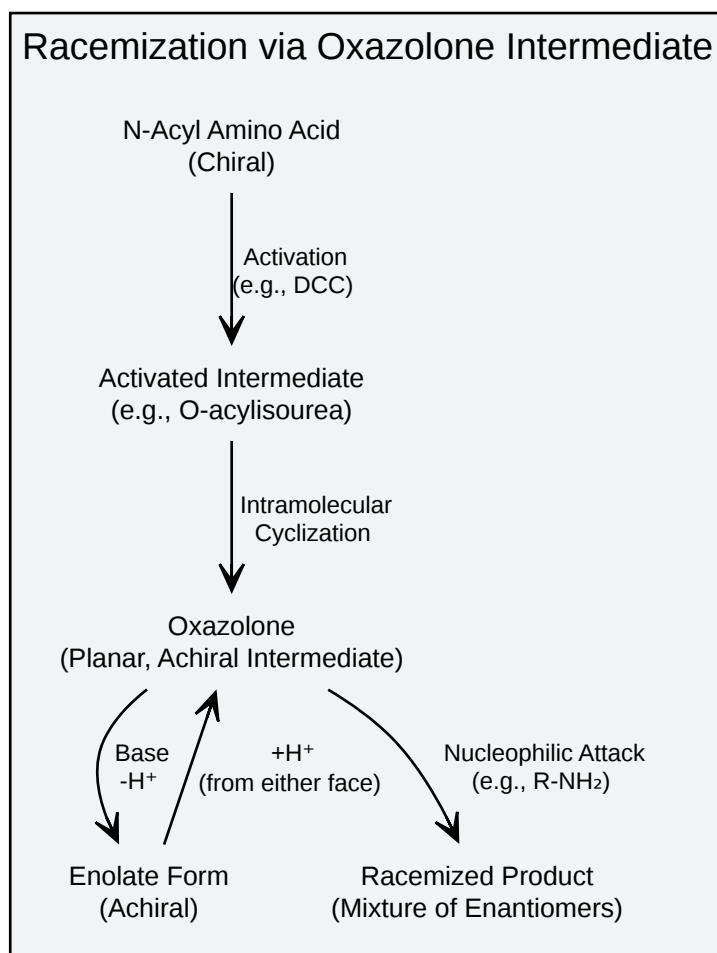 Racemization via Oxazolone Intermediate
N-Acyl Amino Acid
(Chiral)
Activation
(e.g., DCC)
Activated Intermediate
(e.g., O-acylisourea)
Intramolecular
Cyclization
Oxazolone
(Planar, Achiral Intermediate)
Base
-H⁺
+H⁺
(from either face)
Nucleophilic Attack
(e.g., R-NH₂)
Enolate Form
(Achiral)
Racemized Product
(Mixture of Enantiomers)